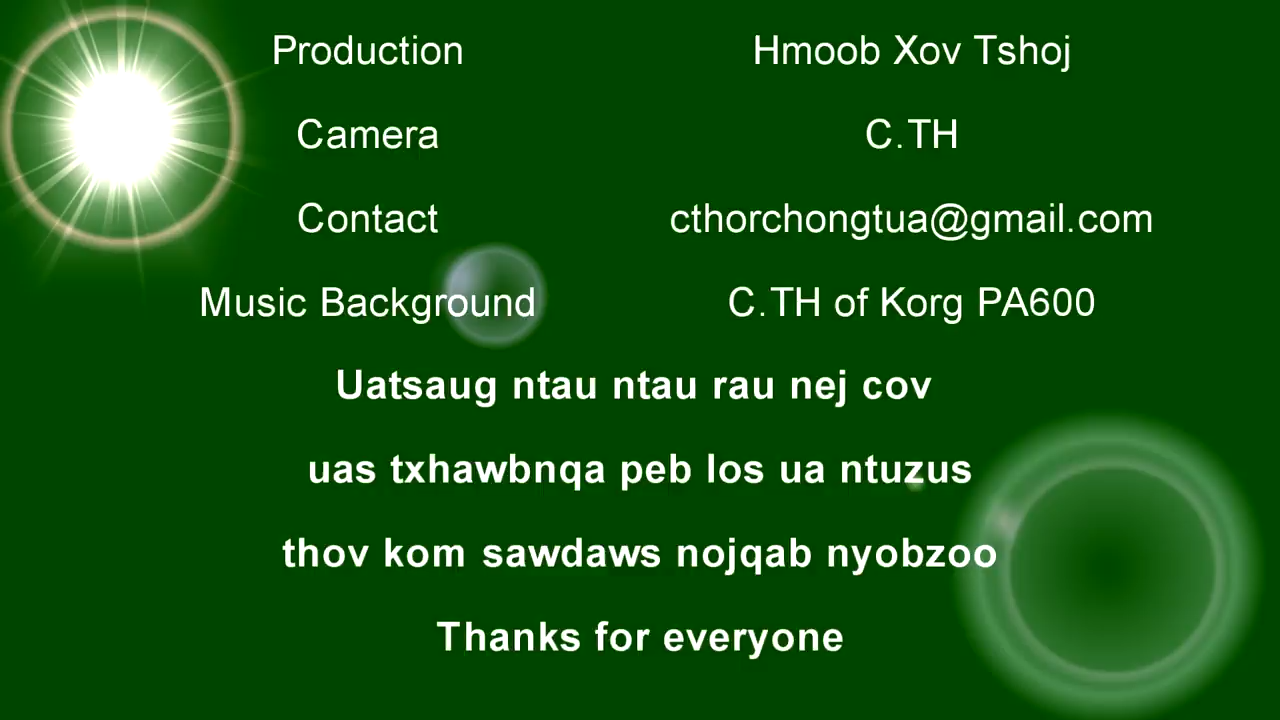 Production Hmoob Xov Tshoj
Camera C.TH
Contact cthorchongtua@gmail.com
Music Background C.TH of Korg PA600
Uatsaug ntau ntau rau nej cov
uas txhawbnqa peb los ua ntuzus
thov kom sawdaws nojqab nyobzoo
Thanks for everyone